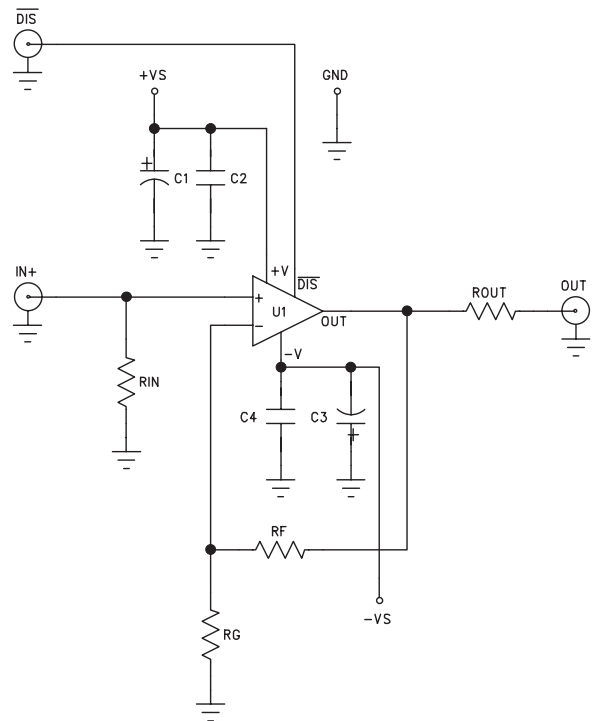 DIS
+VS
GND
+
C1
C2
IN+
+V
DIS
+
U1
−
OUT
ROUT
OUT
−V
RIN
C4
C3
+
RF
−VS
RG